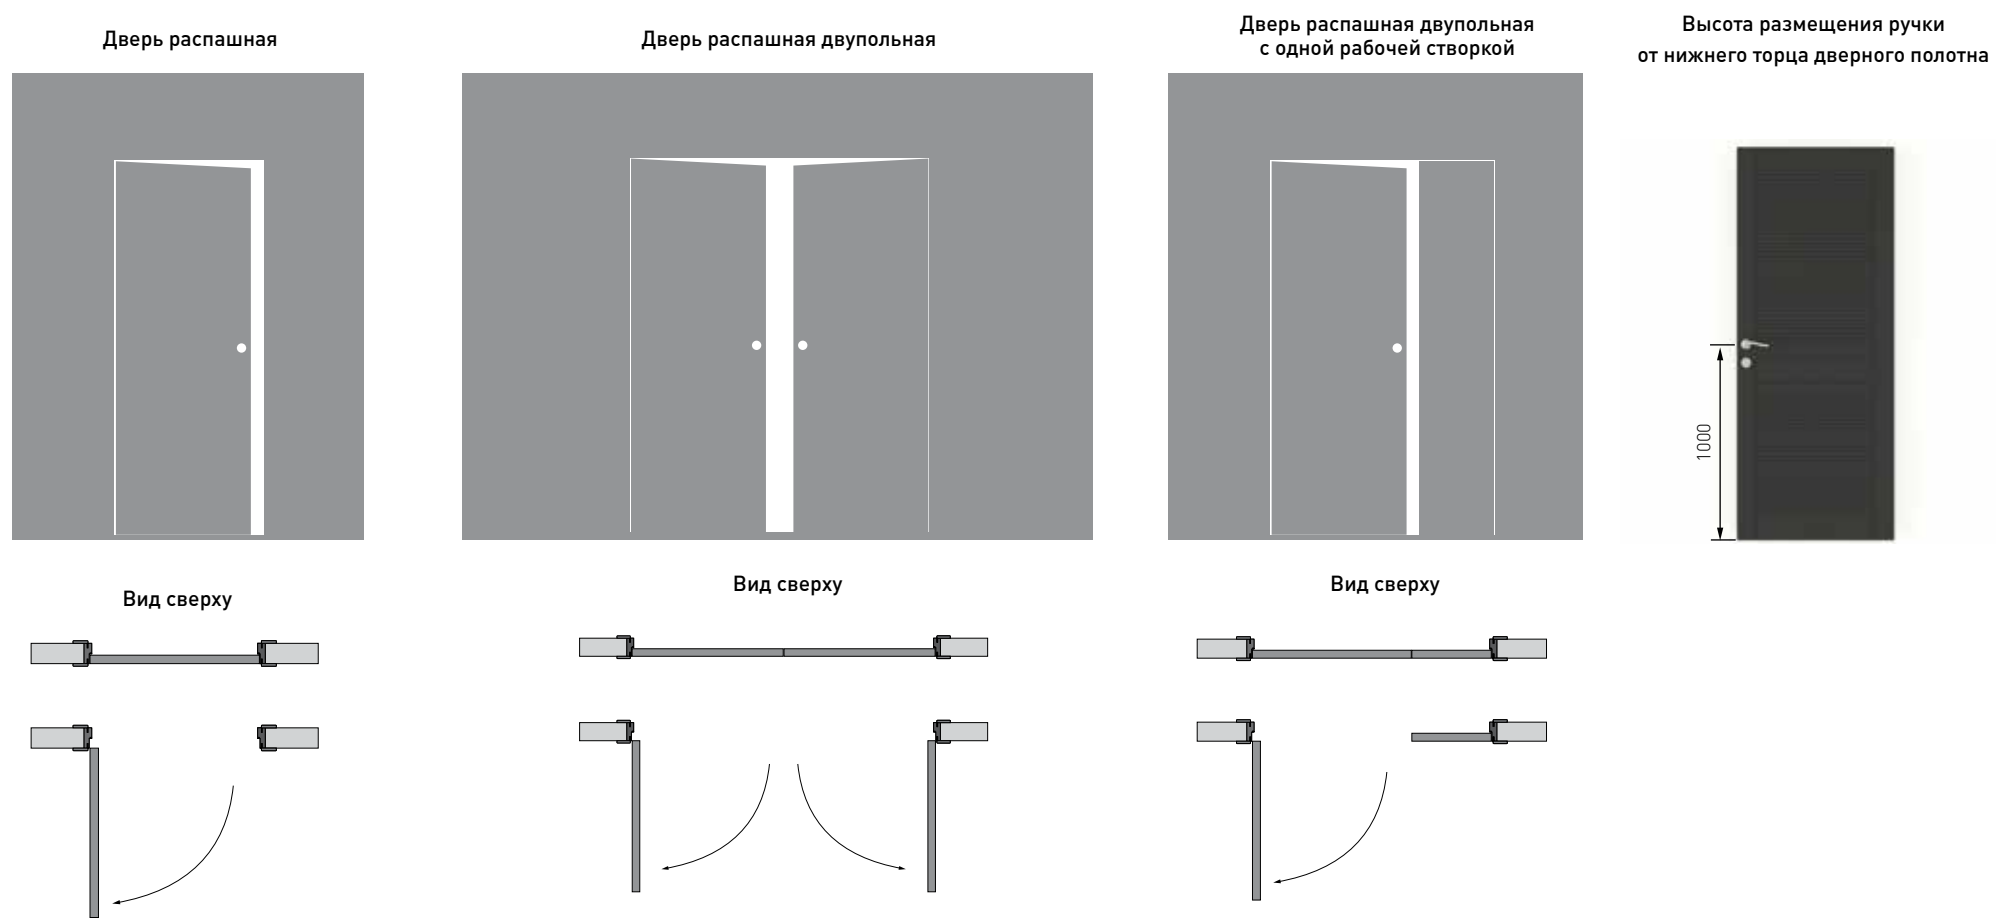 Дверь распашная
Дверь распашная двупольная
Дверь распашная двупольная
с одной рабочей створкой
Высота размещения ручки
от нижнего торца дверного полотна
1000
Вид сверху
Вид сверху
Вид сверху